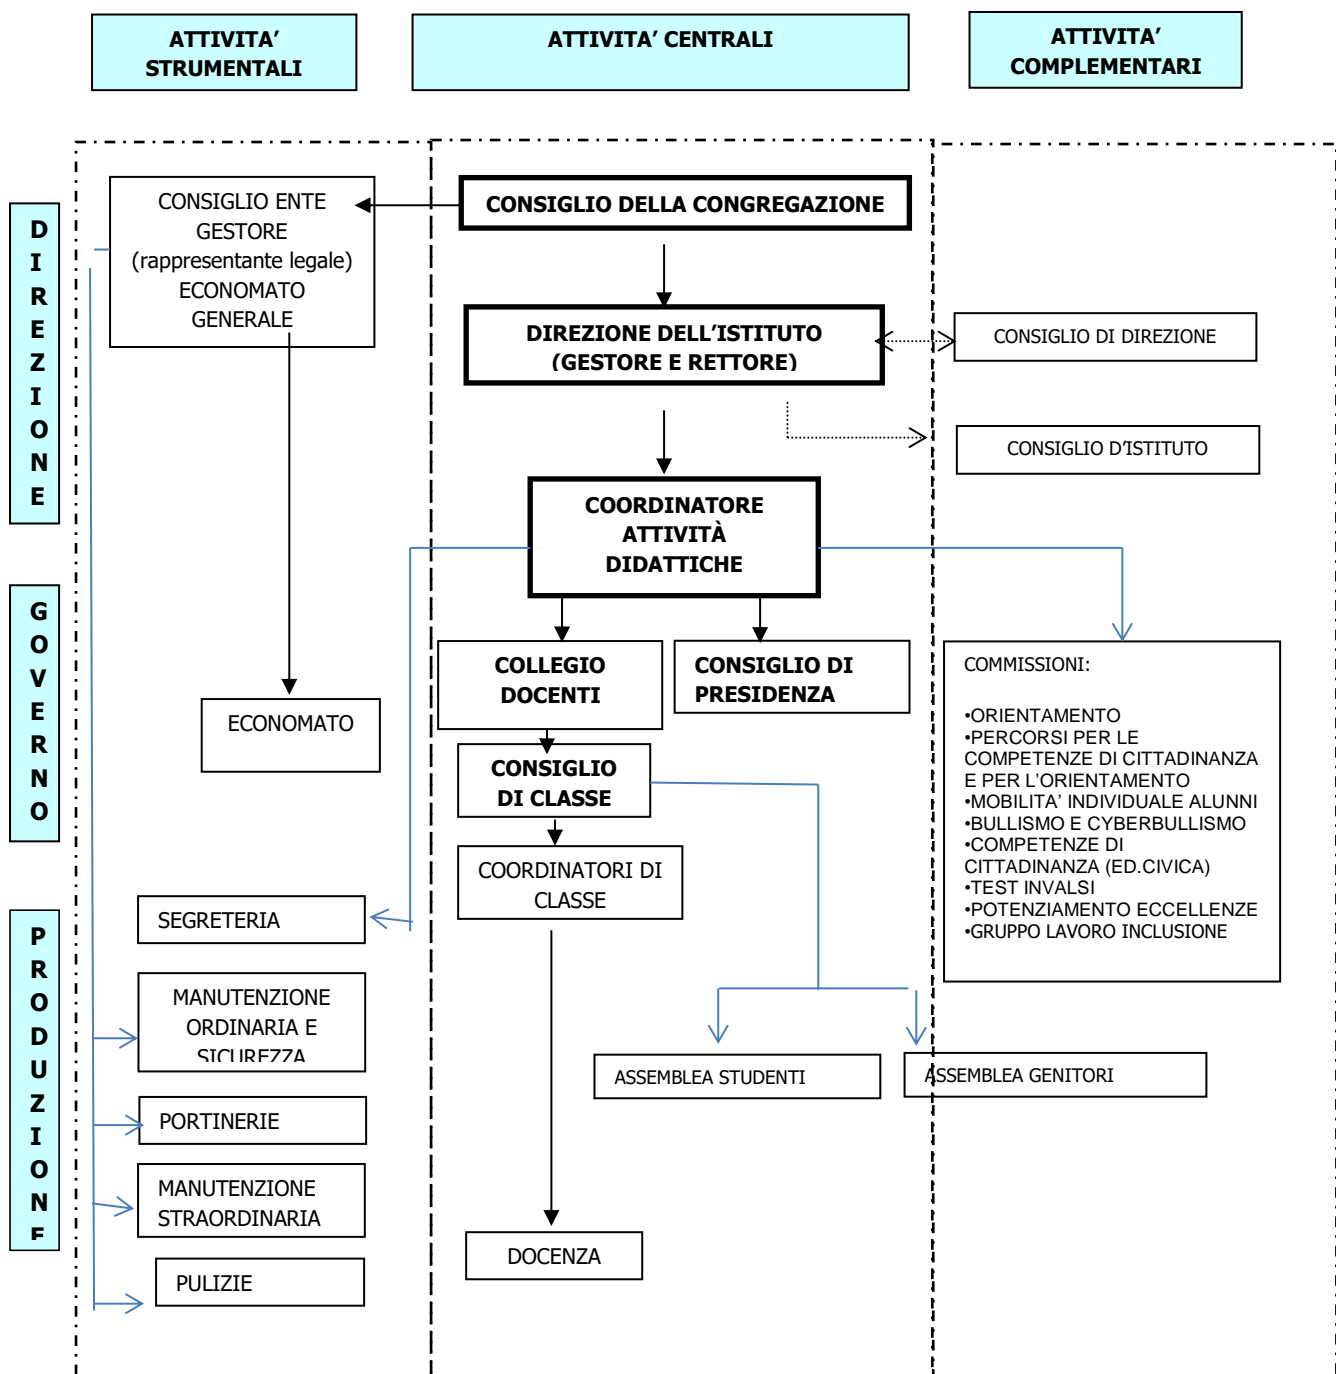 ATTIVITA’
STRUMENTALI
ATTIVITA’ CENTRALI
ATTIVITA’
COMPLEMENTARI
DIREZIONE
CONSIGLIO ENTE
GESTORE
(rappresentante legale)
ECONOMATO
GENERALE
CONSIGLIO DELLA CONGREGAZIONE
DIREZIONE DELL’ISTITUTO
(GESTORE E RETTORE)
CONSIGLIO DI DIREZIONE
CONSIGLIO D’ISTITUTO
COORDINATORE
ATTIVITÀ
DIDATTICHE
GOVERNO
COLLEGIO
DOCENTI
CONSIGLIO DI
PRESIDENZA
ECONOMATO
CONSIGLIO
DI CLASSE
COORDINATORI DI
CLASSE
COMMISSIONI:
•ORIENTAMENTO
•PERCORSI PER LE
COMPETENZE DI CITTADINANZA
E PER L’ORIENTAMENTO
•MOBILITA’ INDIVIDUALE ALUNNI
•BULLISMO E CYBERBULLISMO
•COMPETENZE DI
CITTADINANZA (ED.CIVICA)
•TEST INVALSI
•POTENZIAMENTO ECCELLENZE
•GRUPPO LAVORO INCLUSIONE
PRODUZIONE
SEGRETERIA
MANUTENZIONE
ORDINARIA E
SICUREZZA
PORTINERIE
MANUTENZIONE
STRAORDINARIA
PULIZIE
ASSEMBLEA STUDENTI
ASSEMBLEA GENITORI
DOCENZA